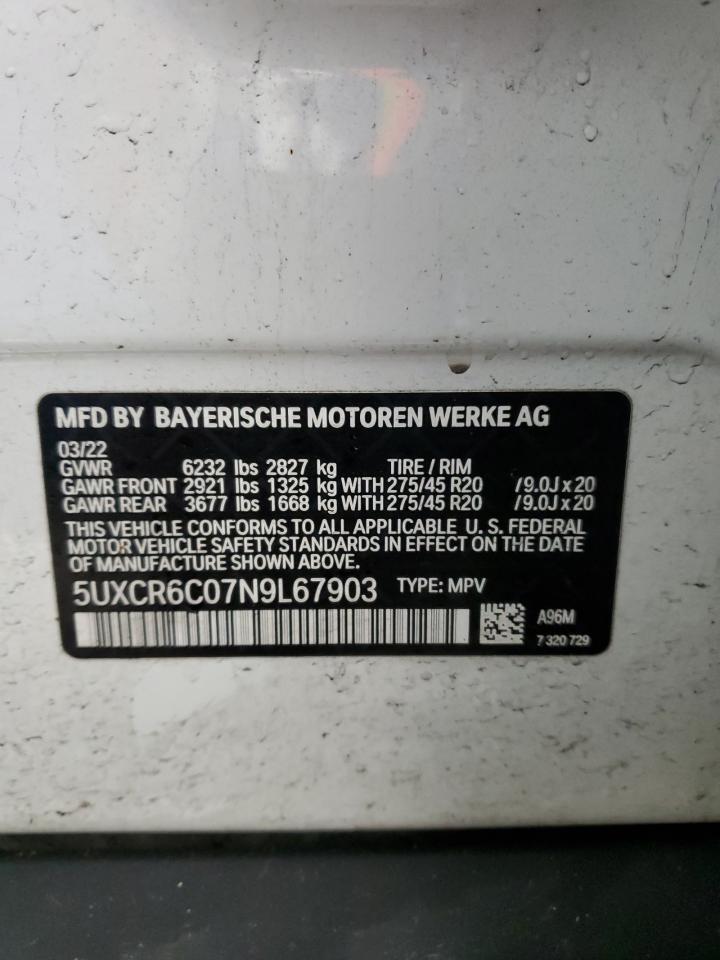 MFD BY BAYERISCHE MOTOREN WERKE AG
03/22
GVWR 6232 lbs 2827 kg TIRE / RIM
GAWR FRONT 2921 lbs 1325 kg WITH 275/45 R20 /9.0J x 20
GAWR REAR 3677 lbs 1668 kg WITH 275/45 R20 /9.0J x 20
THIS VEHICLE CONFORMS TO ALL APPLICABLE U. S. FEDERAL
MOTOR VEHICLE SAFETY STANDARDS IN EFFECT ON THE DATE
OF MANUFACTURE SHOWN ABOVE.
5UXCR6C07N9L67903 TYPE: MPV
A96M
7 320 729